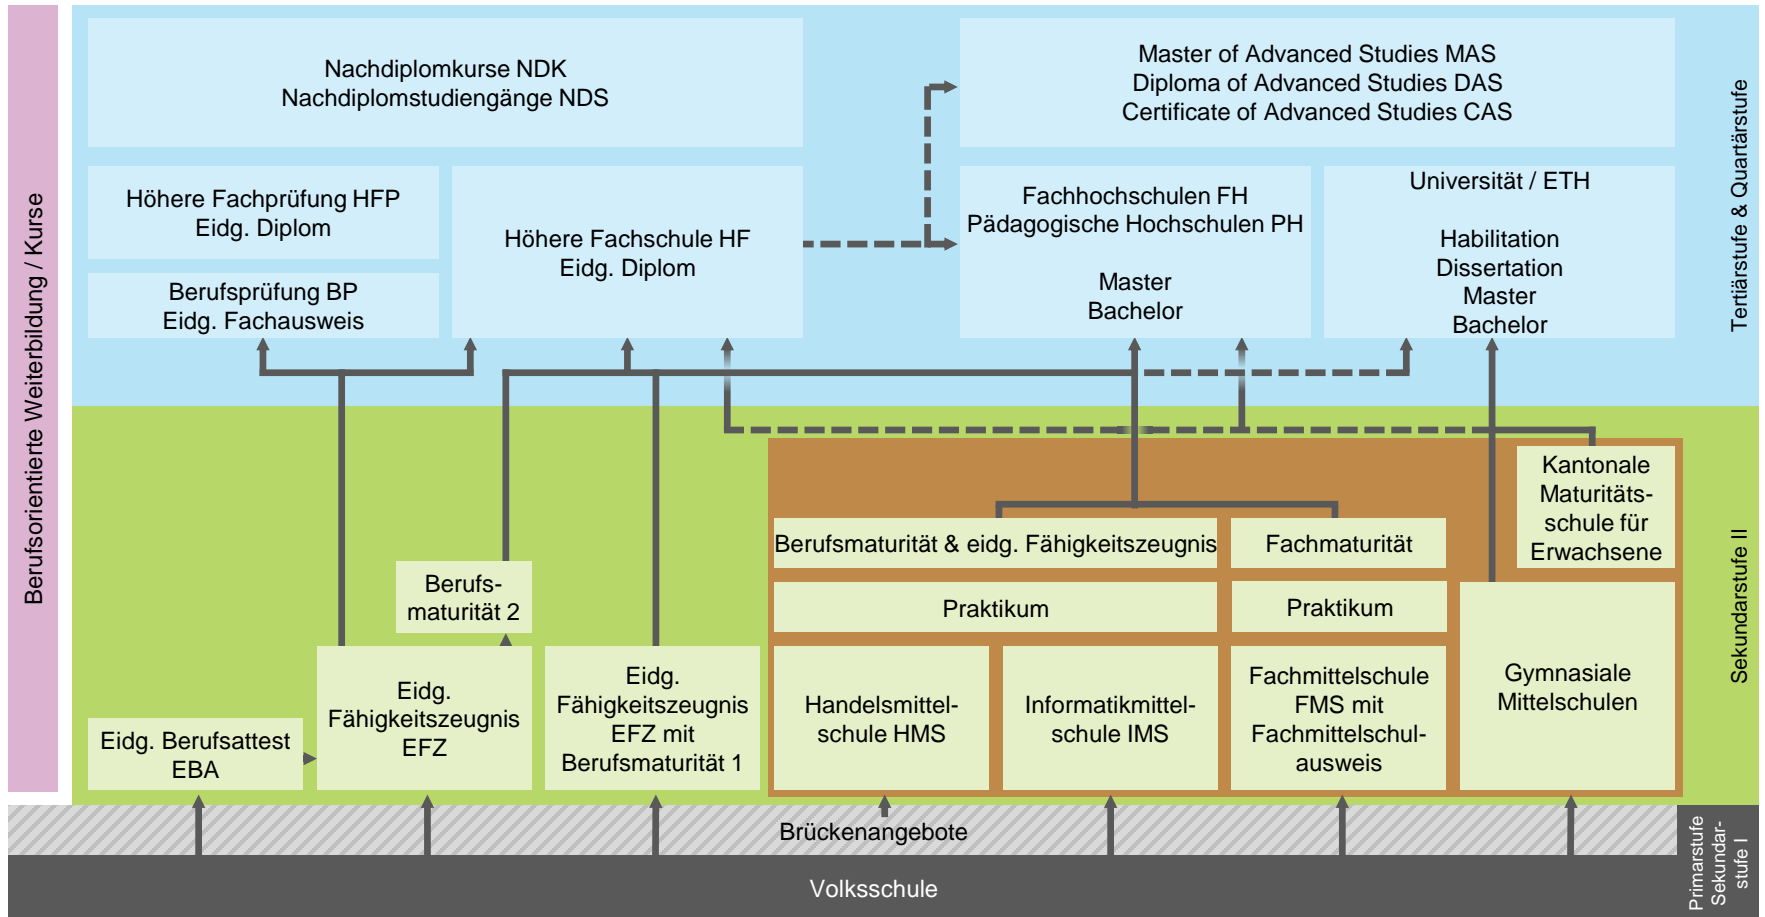 Berufsorientierte Weiterbildung / Kurse
Nachdiplomkurse NDK
Nachdiplomstudiengänge NDS
Master of Advanced Studies MAS
Diploma of Advanced Studies DAS
Certificate of Advanced Studies CAS
Tertiärstufe & Quartärstufe
Höhere Fachprüfung HFP
Eidg. Diplom
Berufsprüfung BP
Eidg. Fachausweis
Höhere Fachschule HF
Eidg. Diplom
Fachhochschulen FH
Pädagogische Hochschulen PH
Master
Bachelor
Universität / ETH
Habilitation
Dissertation
Master
Bachelor
Kantonale
Maturitäts-
schule für
Erwachsene
Sekundarstufe II
Berufsmaturität & eidg. Fähigkeitszeugnis
Fachmaturität
Berufs-
maturität 2
Praktikum
Praktikum
Eidg. Berufsattest
EBA
Eidg.
Fähigkeitszeugnis
EFZ
Eidg.
Fähigkeitszeugnis
EFZ mit
Berufsmaturität 1
Handelsmittel-
schule HMS
Informatikmittel-
schule IMS
Fachmittelschule
FMS mit
Fachmittelschul-
ausweis
Gymnasiale
Mittelschulen
Brückenangebote
Volksschule
Primarstufe
Sekundar-
stufe I